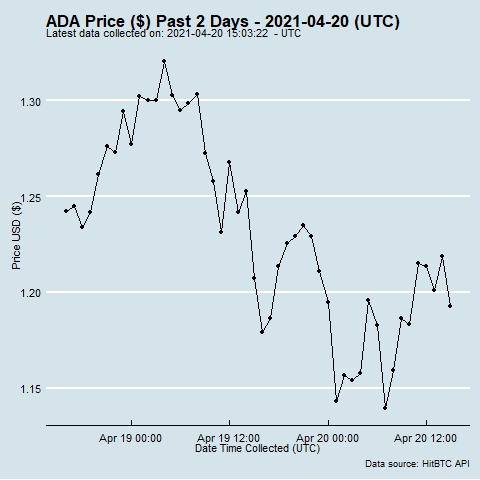 ADA Price ($) Past 2 Days - 2021-04-20 (UTC)
Latest data collected on: 2021-04-20 15:03:22 - UTC
1.30
1.25
1.20
1.15
Price USD ($)
Apr 19 00:00 Apr 19 12:00 Apr 20 00:00 Apr 20 12:00
Date Time Collected (UTC)
Data source: HitBTC API